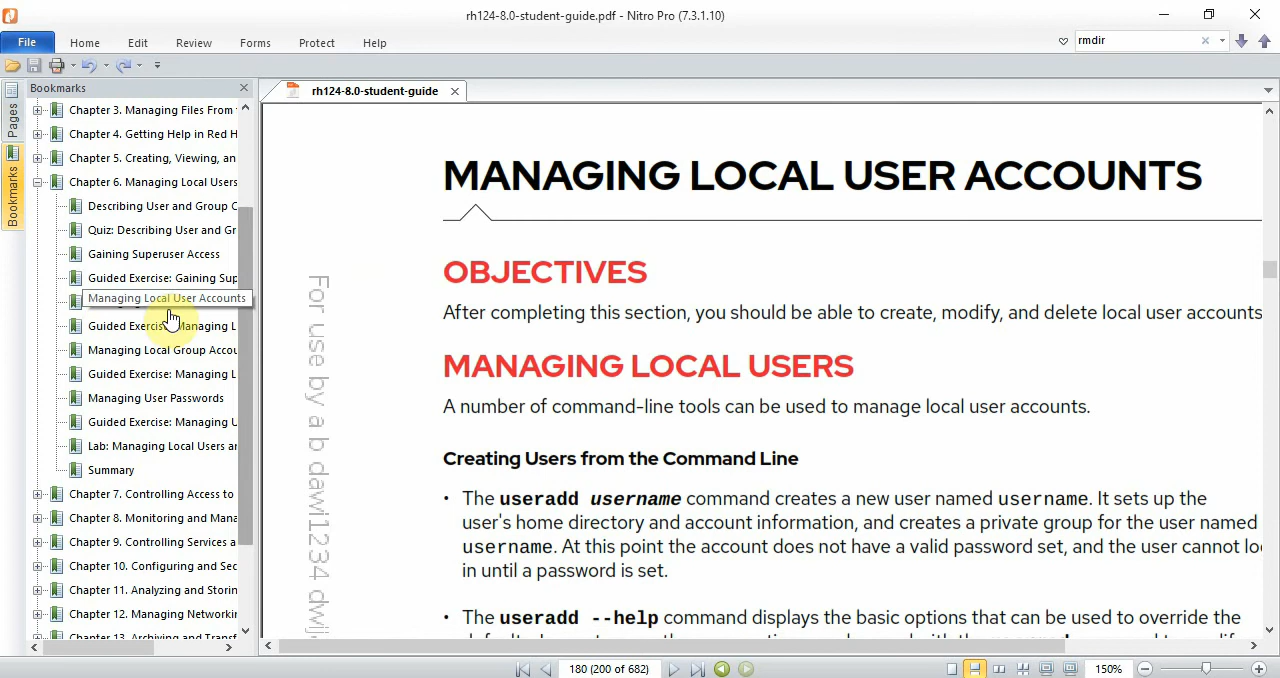 rh124-8.0-student-guide.pdf - Nitro Pro (7.3.1.10)
File Home Edit Review Forms Protect Help
rmdir
Bookmarks
Pages
Bookmarks
Chapter 3. Managing Files From
Chapter 4. Getting Help in Red H
Chapter 5. Creating, Viewing, an
Chapter 6. Managing Local Users
Describing User and Group C
Quiz: Describing User and Gr
Gaining Superuser Access
Guided Exercise: Gaining Sup
Managing Local User Accounts
Guided Exercise: Managing L
Managing Local Group Accou
Guided Exercise: Managing L
Managing User Passwords
Guided Exercise: Managing U
Lab: Managing Local Users ar
Summary
Chapter 7. Controlling Access to
Chapter 8. Monitoring and Mana
Chapter 9. Controlling Services a
Chapter 10. Configuring and Sec
Chapter 11. Analyzing and Storin
Chapter 12. Managing Networkin
Chapter 13. Archiving and Transf
rh124-8.0-student-guide
MANAGING LOCAL USER ACCOUNTS
OBJECTIVES
After completing this section, you should be able to create, modify, and delete local user accounts
MANAGING LOCAL USERS
A number of command-line tools can be used to manage local user accounts.
Creating Users from the Command Line
• The useradd username command creates a new user named username. It sets up the
user's home directory and account information, and creates a private group for the user named
username. At this point the account does not have a valid password set, and the user cannot lo
in until a password is set.
• The useradd --help command displays the basic options that can be used to override the
For use by a b dawi1234 dwij
180 (200 of 682)
150%